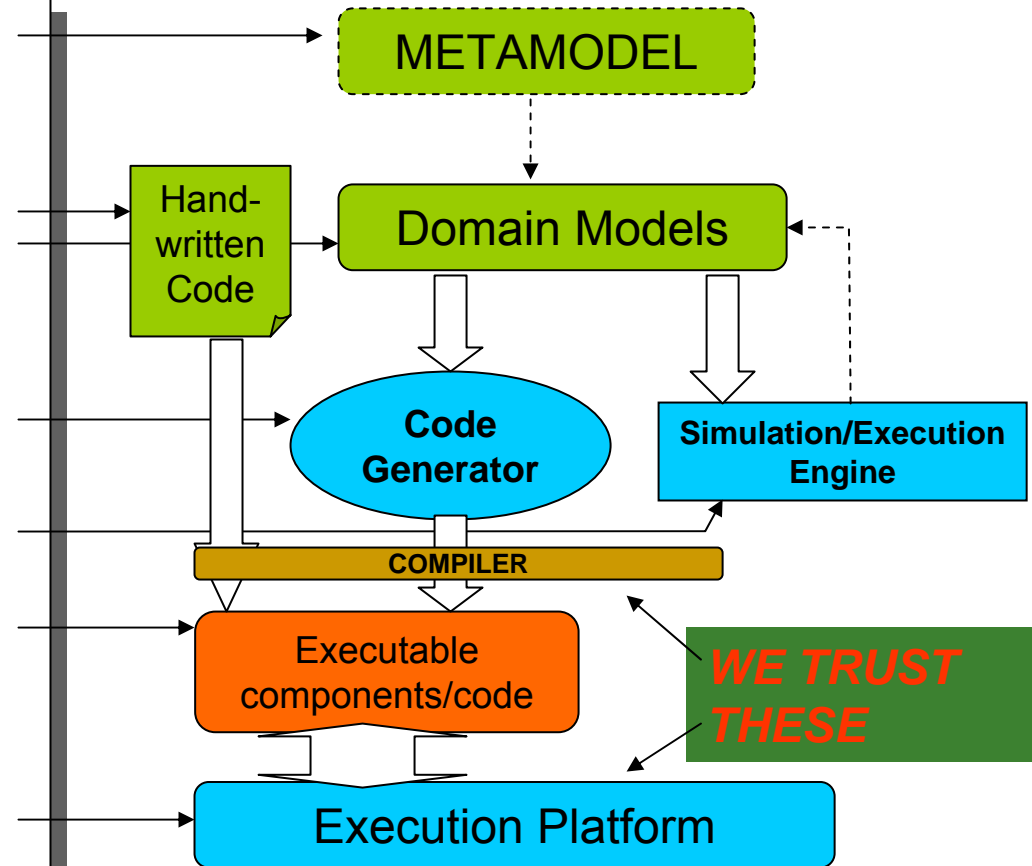 METAMODEL
Hand-
written
Code
Domain Models
Code
Generator
Simulation/Execution
Engine
COMPILER
Executable
components/code
WE TRUST
THESE
Execution Platform